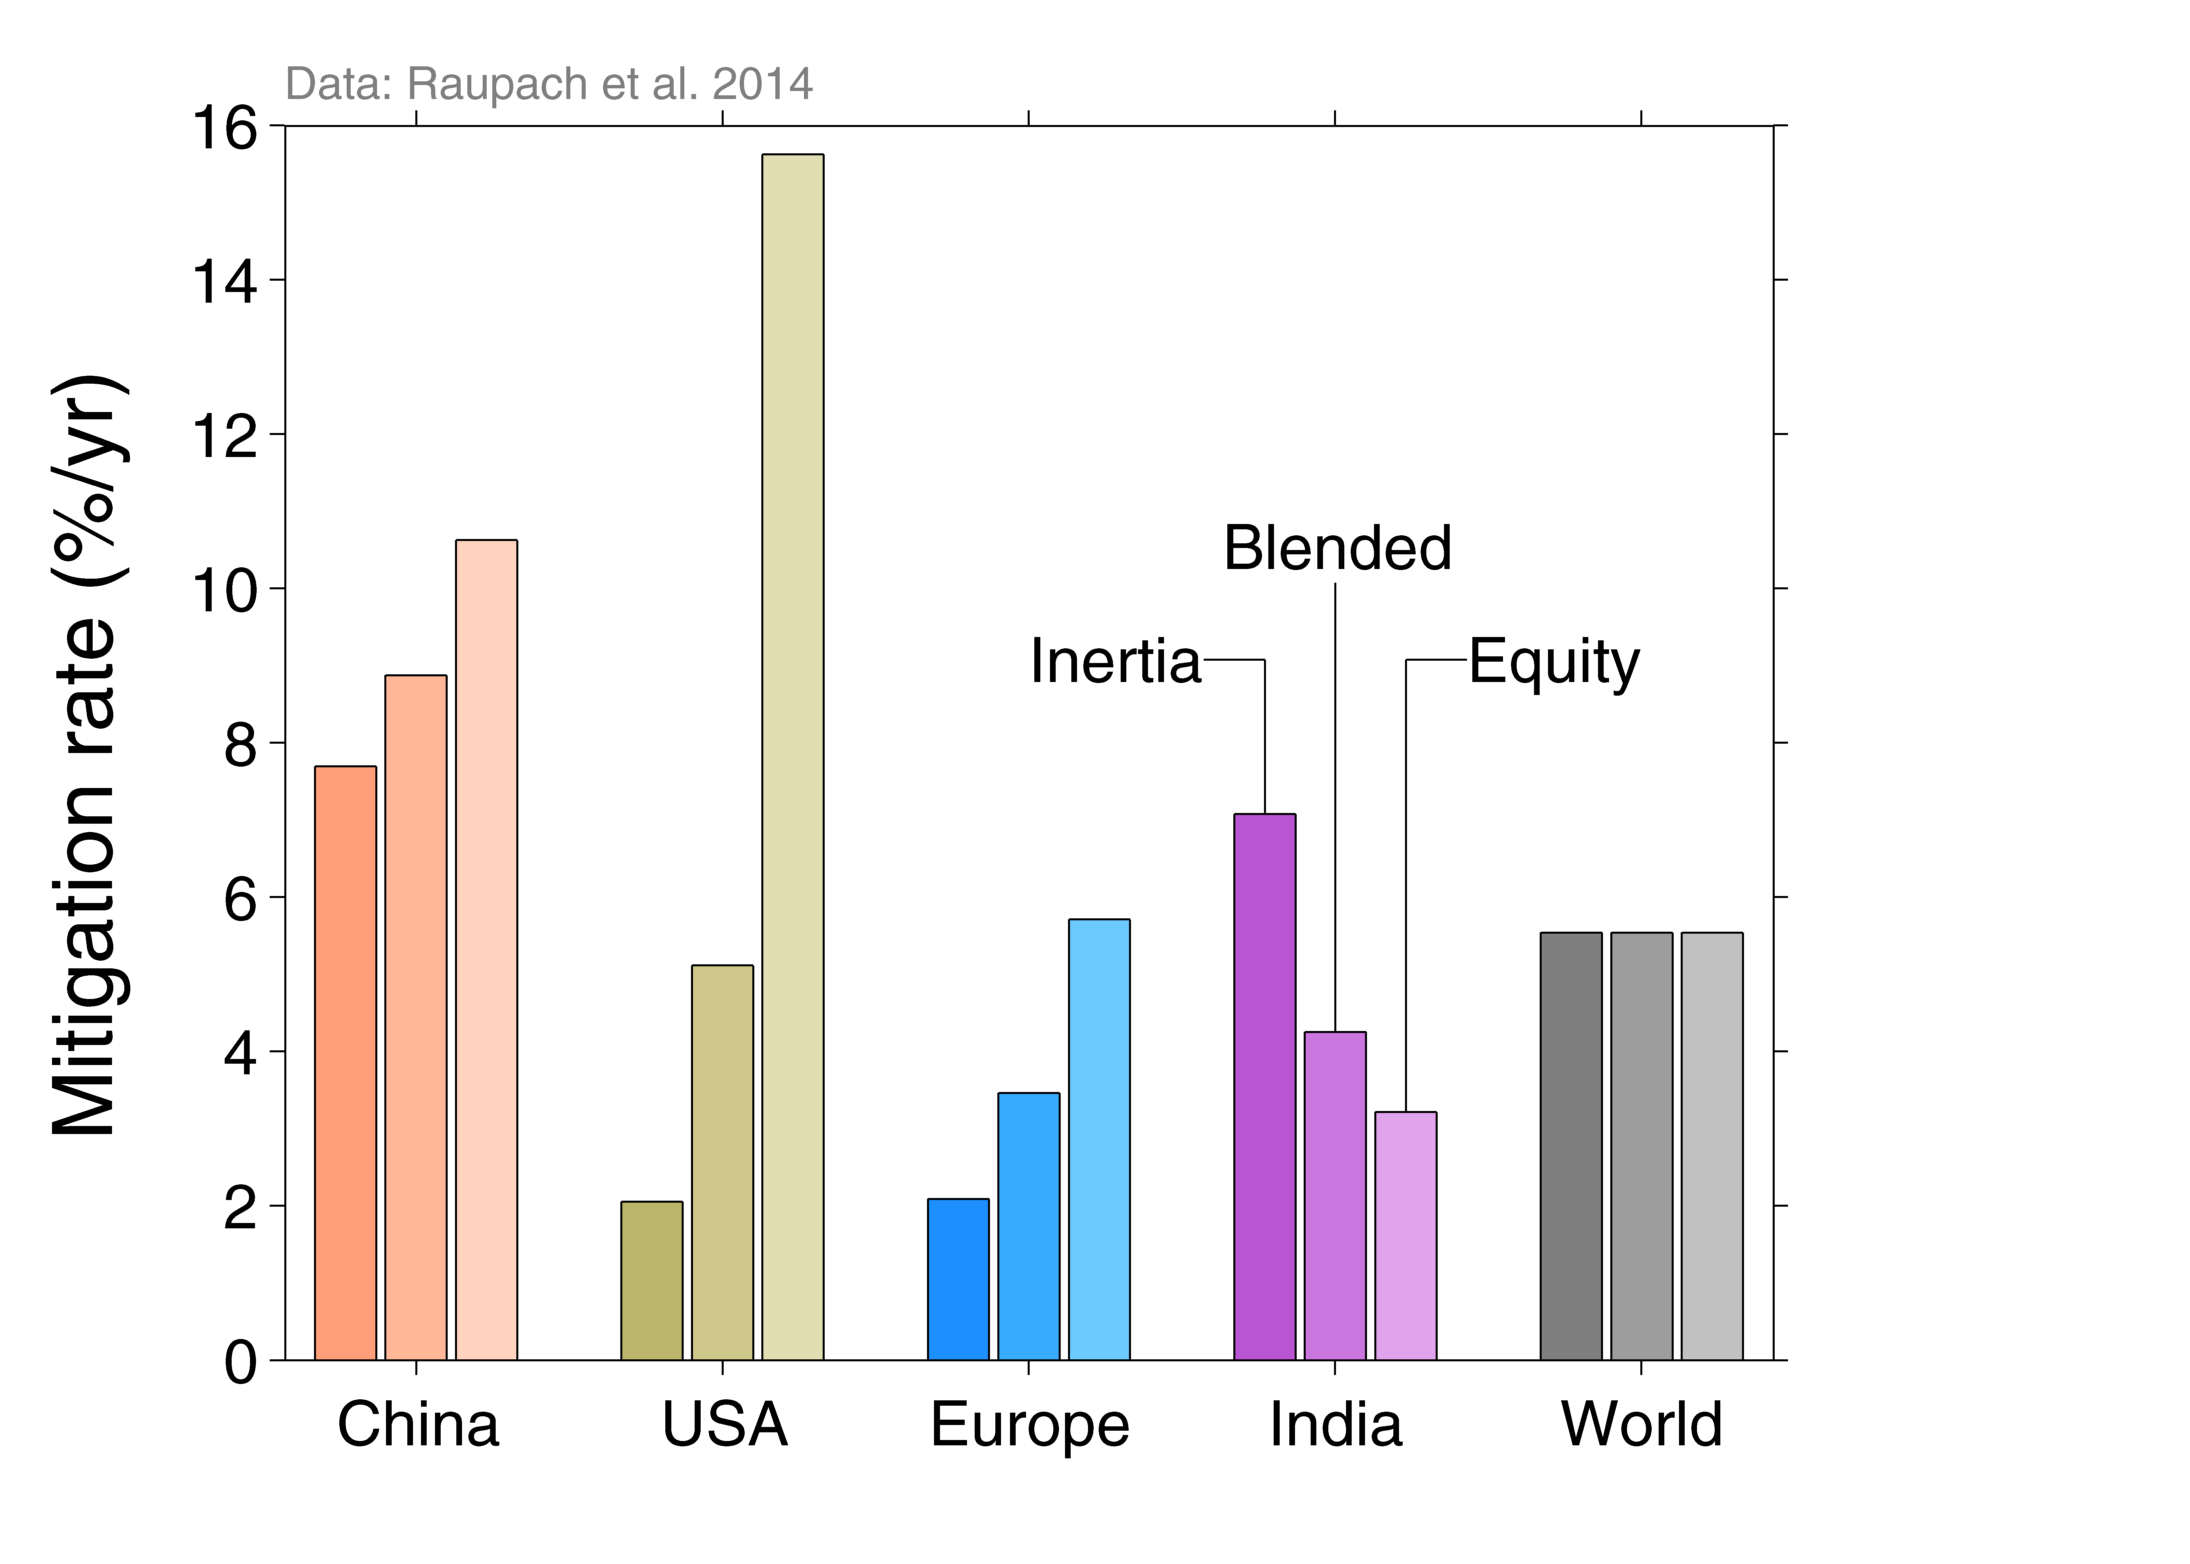 Data: Raupach et al. 2014
Mitigation rate (%/yr)
16
14
12
10
8
6
4
2
0
Blended
Inertia
Equity
China
USA
Europe
India
World